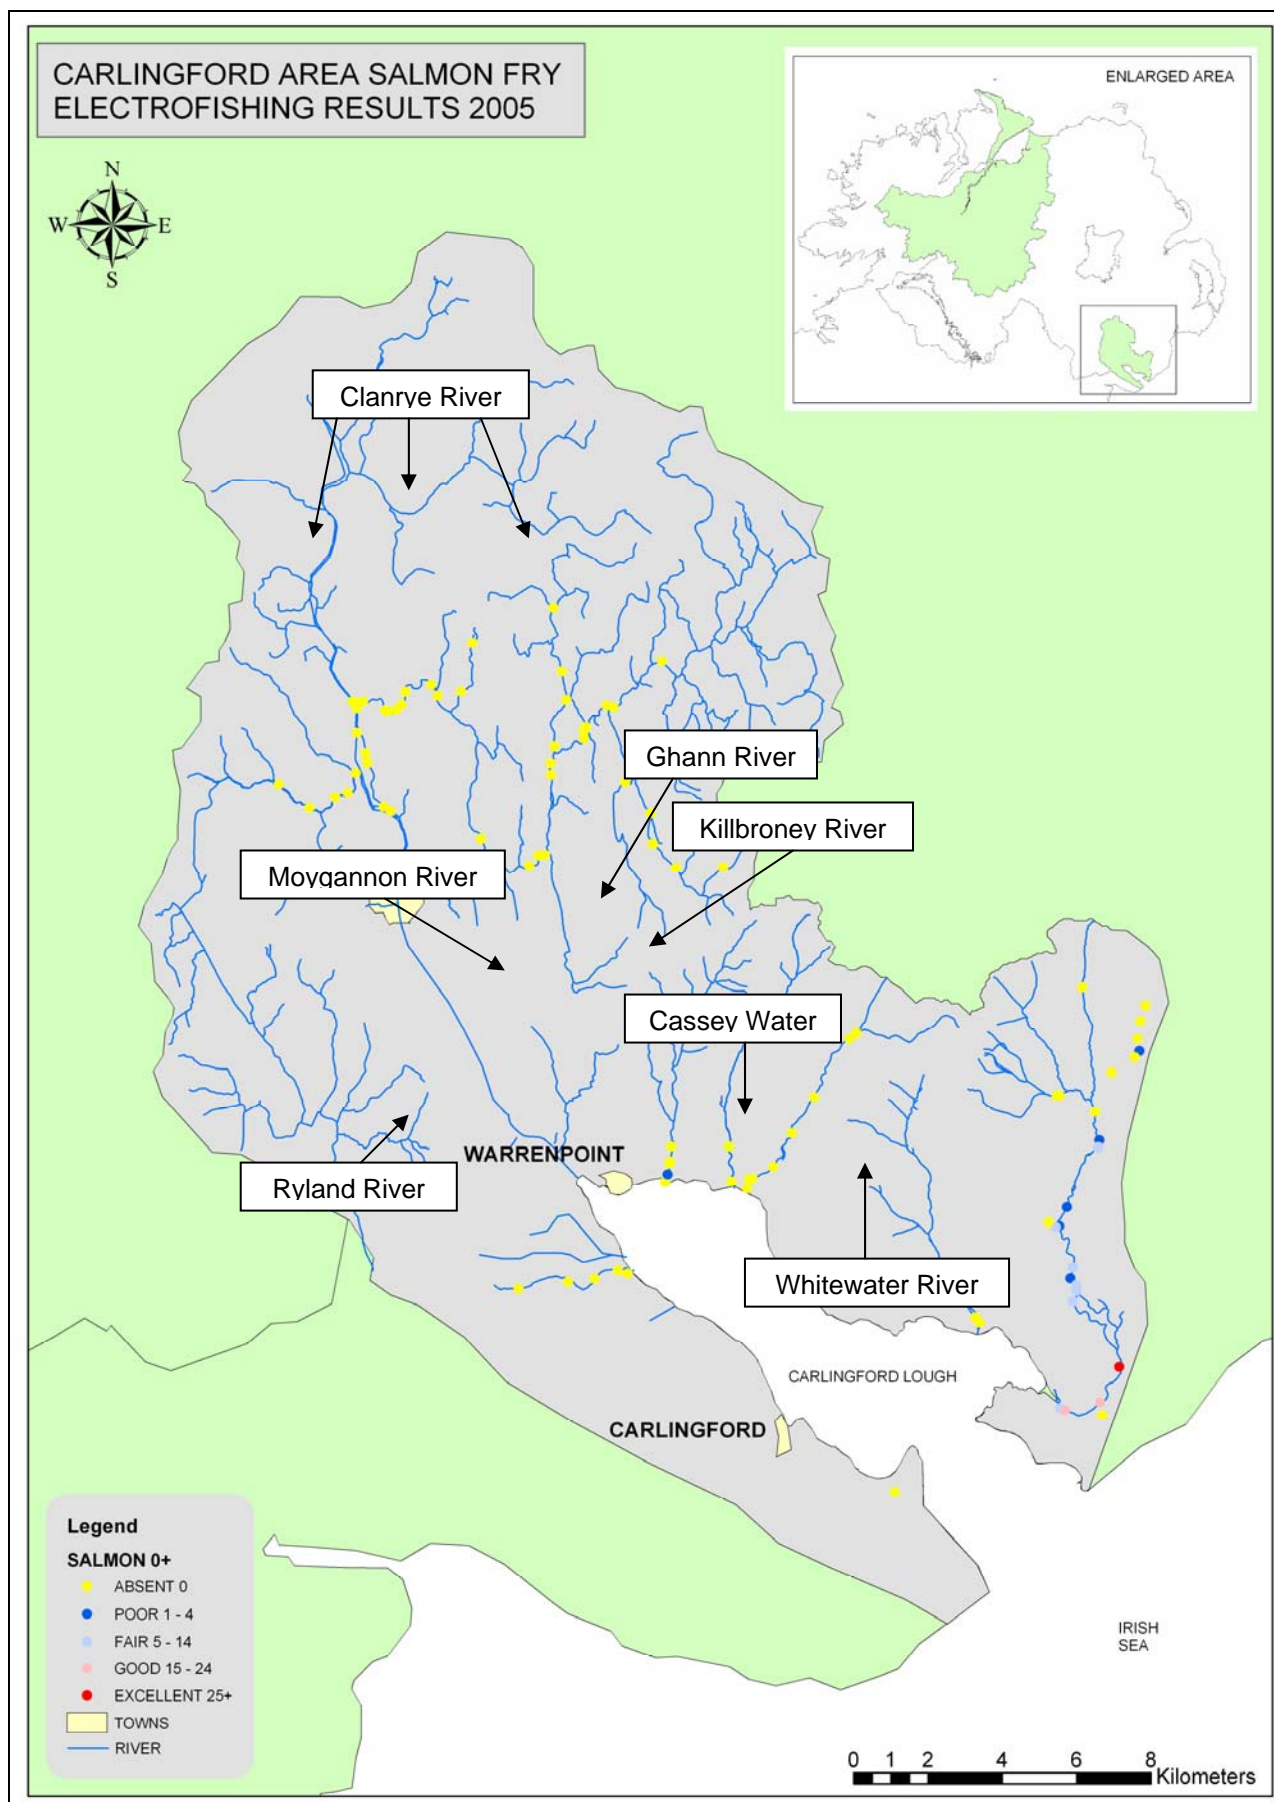 CARLINGFORD AREA SALMON FRY
ELECTROFISHING RESULTS 2005
ENLARGED AREA
N
W
E
S
Clanrye River
Ghann River
Killbroney River
Moygannon River
Cassey Water
WARRENPOINT
Ryland River
Whitewater River
CARLINGFORD LOUGH
CARLINGFORD
Legend
SALMON 0+
ABSENT 0
POOR 1 - 4
FAIR 5 - 14
GOOD 15 - 24
EXCELLENT 25+
TOWNS
RIVER
IRISH
SEA
0 1 2 4 6 8
Kilometers